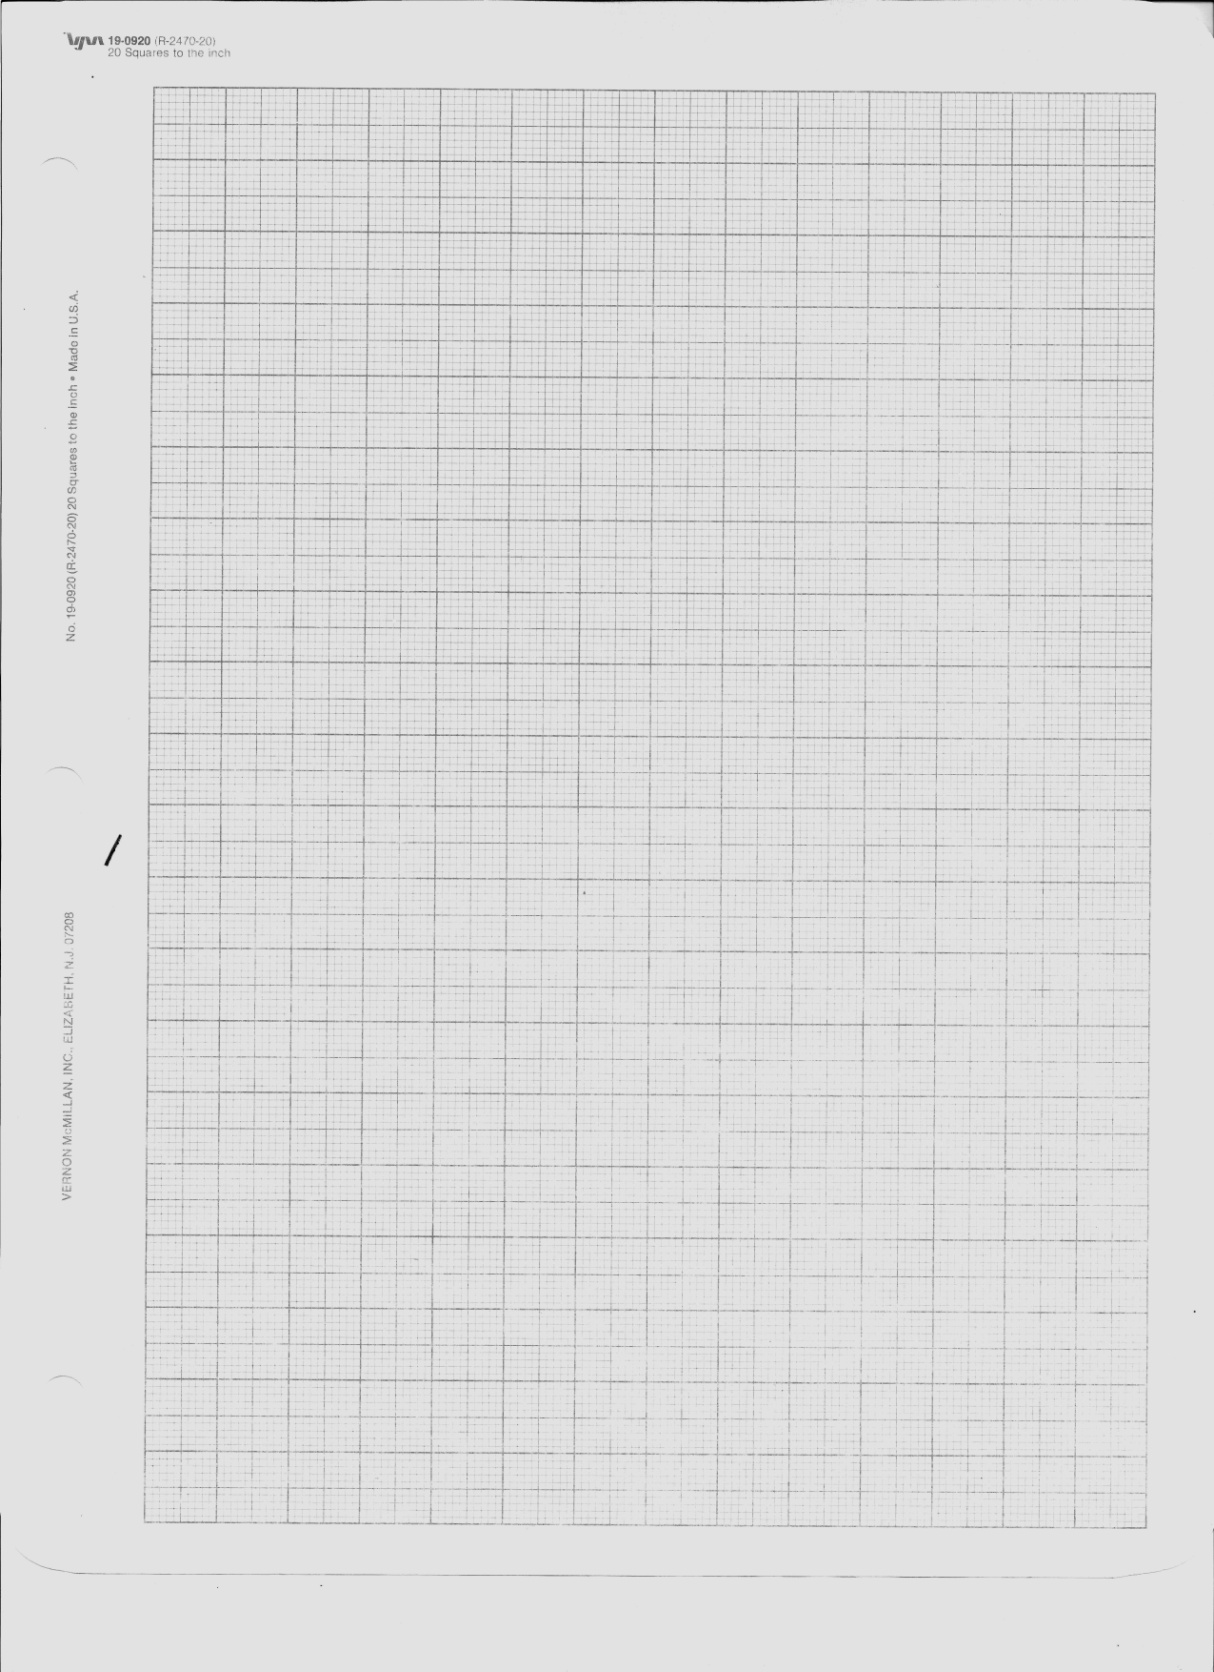 19-0920 (R-2470-20)
20 Squares to the inch
No. 19-0920 (R-2470-20) 20 Squares to the inch • Made in U.S.A.
VERNON McMILLAN, INC., ELIZABETH, N.J. 07208